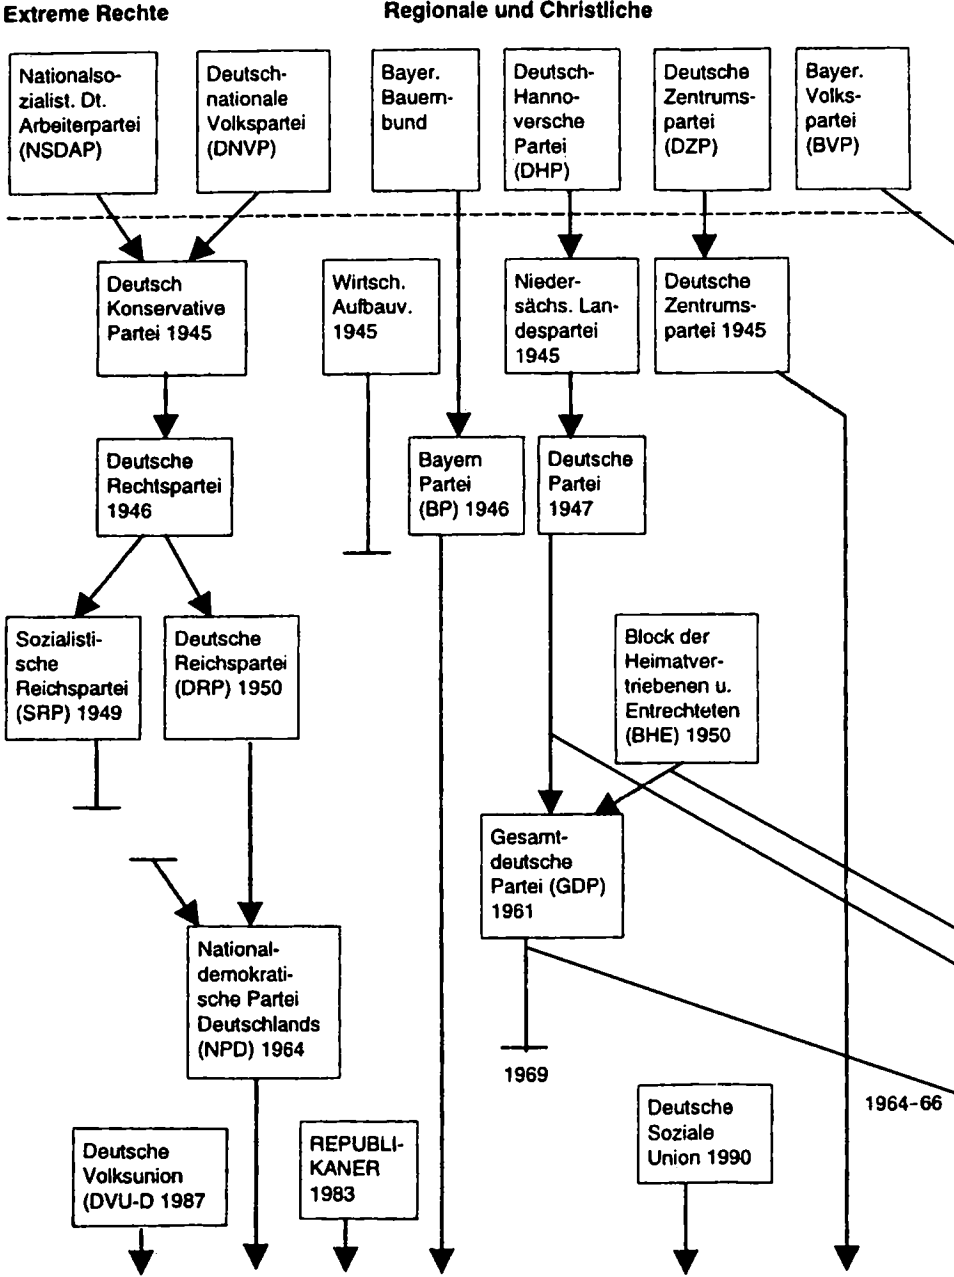 Extreme Rechte
Regionale und Christliche
Nationalso-
zialist. Dt.
Arbeiterpartei
(NSDAP)
Deutsch-
nationale
Volkspartei
(DNVP)
Bayer.
Bauern-
bund
Deutsch-
Hanno-
versche
Partei
(DHP)
Deutsche
Zentrums-
partei
(DZP)
Bayer.
Volks-
partei
(BVP)
Deutsch
Konservative
Partei 1945
Wirtsch.
Aufbauv.
1945
Nieder-
sächs. Lan-
despartei
1945
Deutsche
Zentrums-
partei 1945
Deutsche
Rechtspartei
1946
Bayern
Partei
(BP) 1946
Deutsche
Partei
1947
Sozialisti-
sche
Reichspartei
(SRP) 1949
Deutsche
Reichspartei
(DRP) 1950
Block der
Heimatver-
triebenen u.
Entrechteten
(BHE) 1950
Gesamt-
deutsche
Partei (GDP)
1961
National-
demokrati-
sche Partei
Deutschlands
(NPD) 1964
1969
1964-66
Deutsche
Volksunion
(DVU-D 1987
REPUBLI-
KANER
1983
Deutsche
Soziale
Union 1990